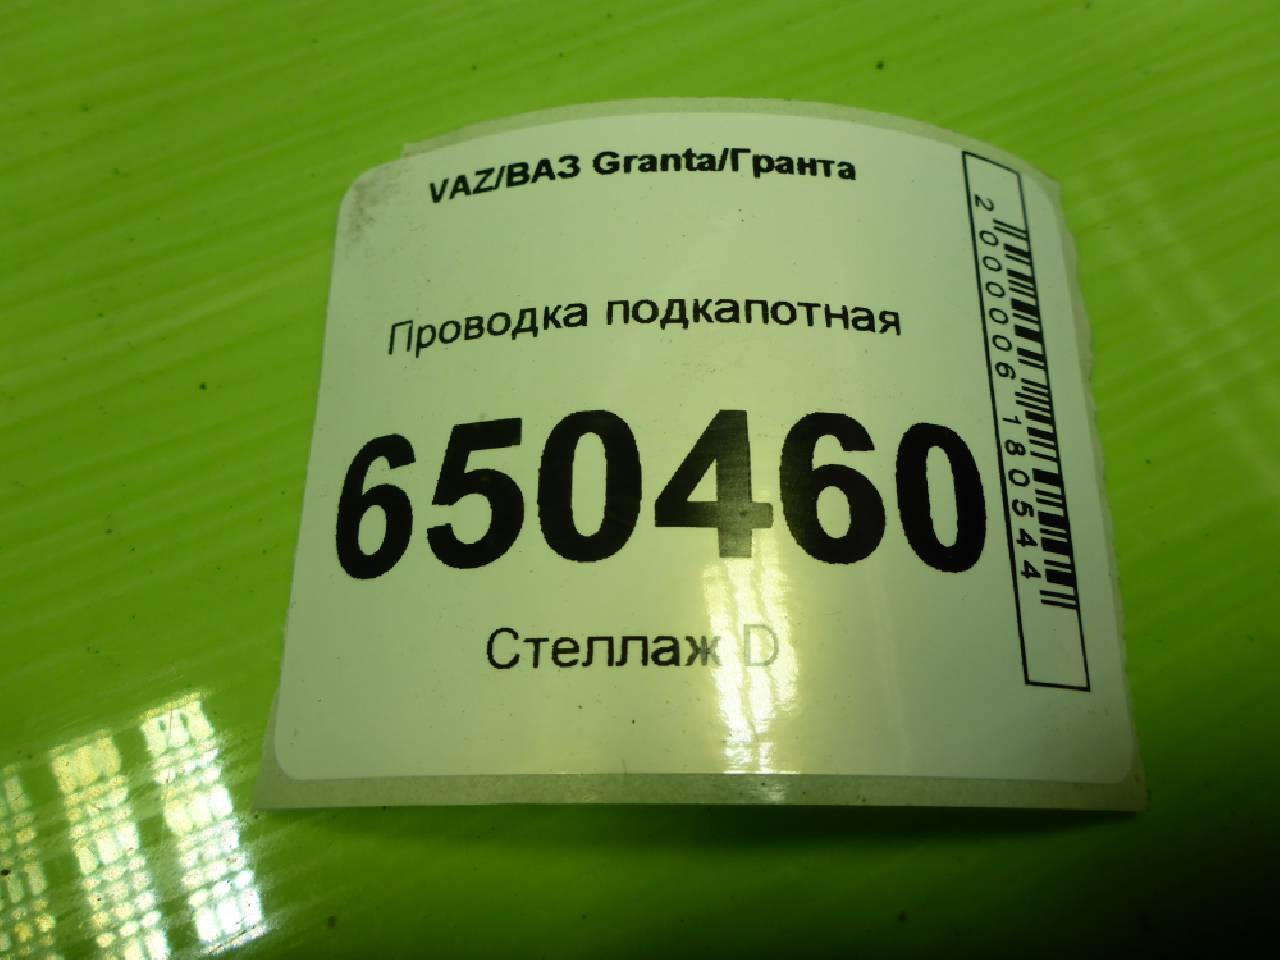 VAZ/ВАЗ Granta/Гранта
Проводка подкапотная
650460
Стеллаж D
2000006180544